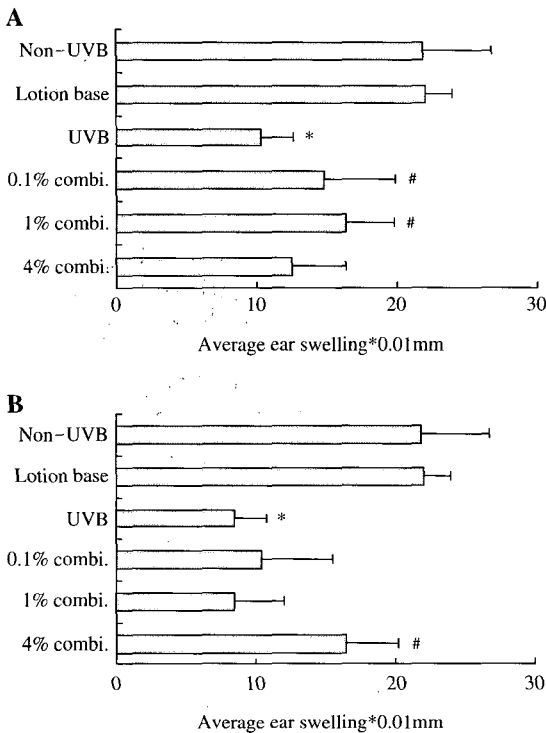 A
Non-UVB
Lotion base
UVB
*
0.1% combi.
#
1% combi.
#
4% combi.
0 10 20 30
Average ear swelling*0.01mm
B
Non-UVB
Lotion base
UVB
*
0.1% combi.
1% combi.
4% combi.
#
0 10 20 30
Average ear swelling*0.01mm